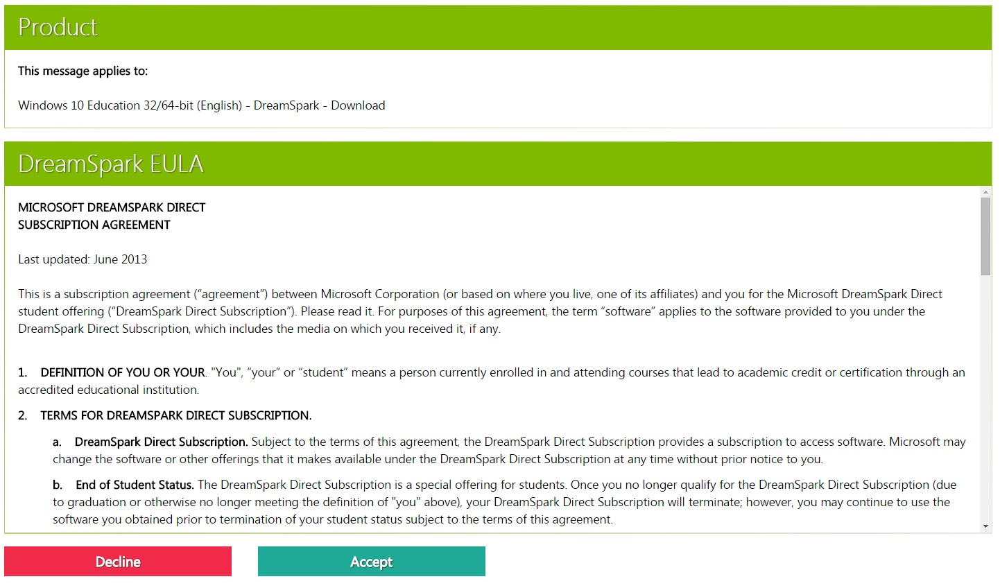 Product
This message applies to:
Windows 10 Education 32/64-bit (English) - DreamSpark - Download
DreamSpark EULA
MICROSOFT DREAMSPARK DIRECT
SUBSCRIPTION AGREEMENT
Last updated: June 2013
This is a subscription agreement (“agreement”) between Microsoft Corporation (or based on where you live, one of its affiliates) and you for the Microsoft DreamSpark Direct
student offering (“DreamSpark Direct Subscription”). Please read it. For purposes of this agreement, the term “software” applies to the software provided to you under the
DreamSpark Direct Subscription, which includes the media on which you received it, if any.
1. DEFINITION OF YOU OR YOUR. "You", “your” or “student” means a person currently enrolled in and attending courses that lead to academic credit or certification through an
accredited educational institution.
2. TERMS FOR DREAMSPARK DIRECT SUBSCRIPTION.
a. DreamSpark Direct Subscription. Subject to the terms of this agreement, the DreamSpark Direct Subscription provides a subscription to access software. Microsoft may
change the software or other offerings that it makes available under the DreamSpark Direct Subscription at any time without prior notice to you.
b. End of Student Status. The DreamSpark Direct Subscription is a special offering for students. Once you no longer qualify for the DreamSpark Direct Subscription (due
to graduation or otherwise no longer meeting the definition of "you" above), your DreamSpark Direct Subscription will terminate; however, you may continue to use the
software you obtained prior to termination of your student status subject to the terms of this agreement.
Decline
Accept